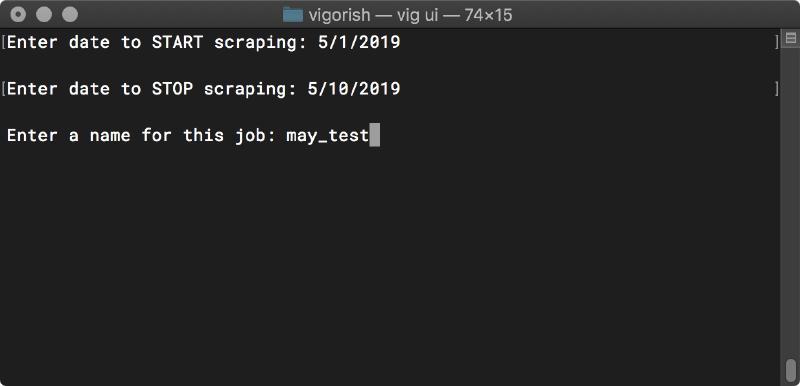 vigorish — vig ui — 74×15
[Enter date to START scraping: 5/1/2019 ]
[Enter date to STOP scraping: 5/10/2019 ]
Enter a name for this job: may_test